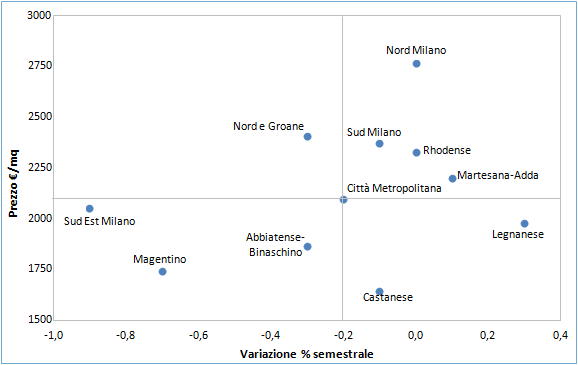 3000
2750
2500
2250
2000
1750
1500
Prezzo €/mq
Nord Milano
Nord e Groane
Sud Milano
Rhodense
Martesana-Adda
Città Metropolitana
Sud Est Milano
Legnanese
Abbiatense-
Binaschino
Magentino
Castanese
-1,0 -0,8 -0,6 -0,4 -0,2 0,0 0,2 0,4
Variazione % semestrale